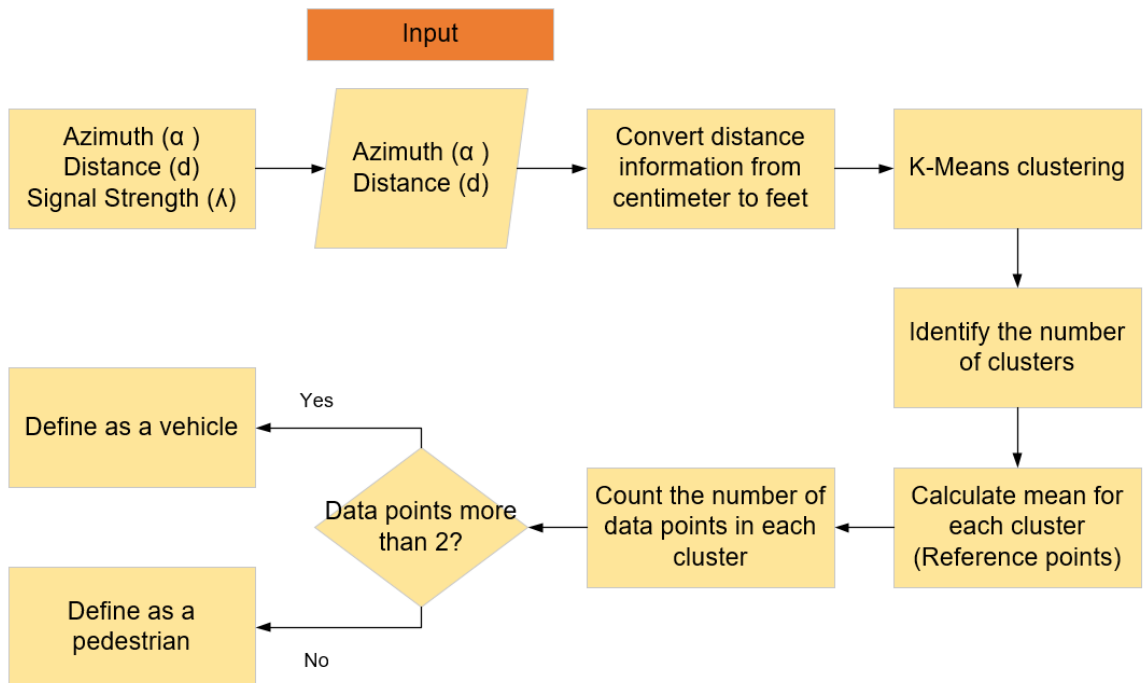 Input
Azimuth (α )
Distance (d)
Signal Strength (ʎ)
Azimuth (α )
Distance (d)
Convert distance
information from
centimeter to feet
K-Means clustering
Identify the number
of clusters
Calculate mean for
each cluster
(Reference points)
Count the number of
data points in each
cluster
Data points more
than 2?
Yes
Define as a vehicle
No
Define as a
pedestrian